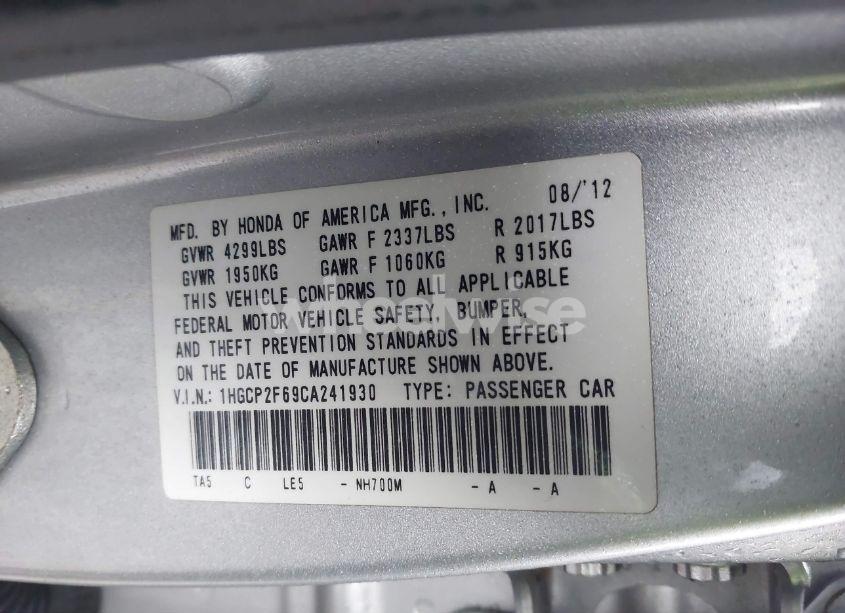 MFD. BY HONDA OF AMERICA MFG., INC. 08/'12
GVWR 4299LBS GAWR F 2337LBS R 2017LBS
GVWR 1950KG GAWR F 1060KG R 915KG
THIS VEHICLE CONFORMS TO ALL APPLICABLE
FEDERAL MOTOR VEHICLE SAFETY, BUMPER,
AND THEFT PREVENTION STANDARDS IN EFFECT
ON THE DATE OF MANUFACTURE SHOWN ABOVE.
V.I.N.: 1HGCP2F69CA241930 TYPE: PASSENGER CAR
TA5 C LE5 - NH700M - A - A
wheelwise